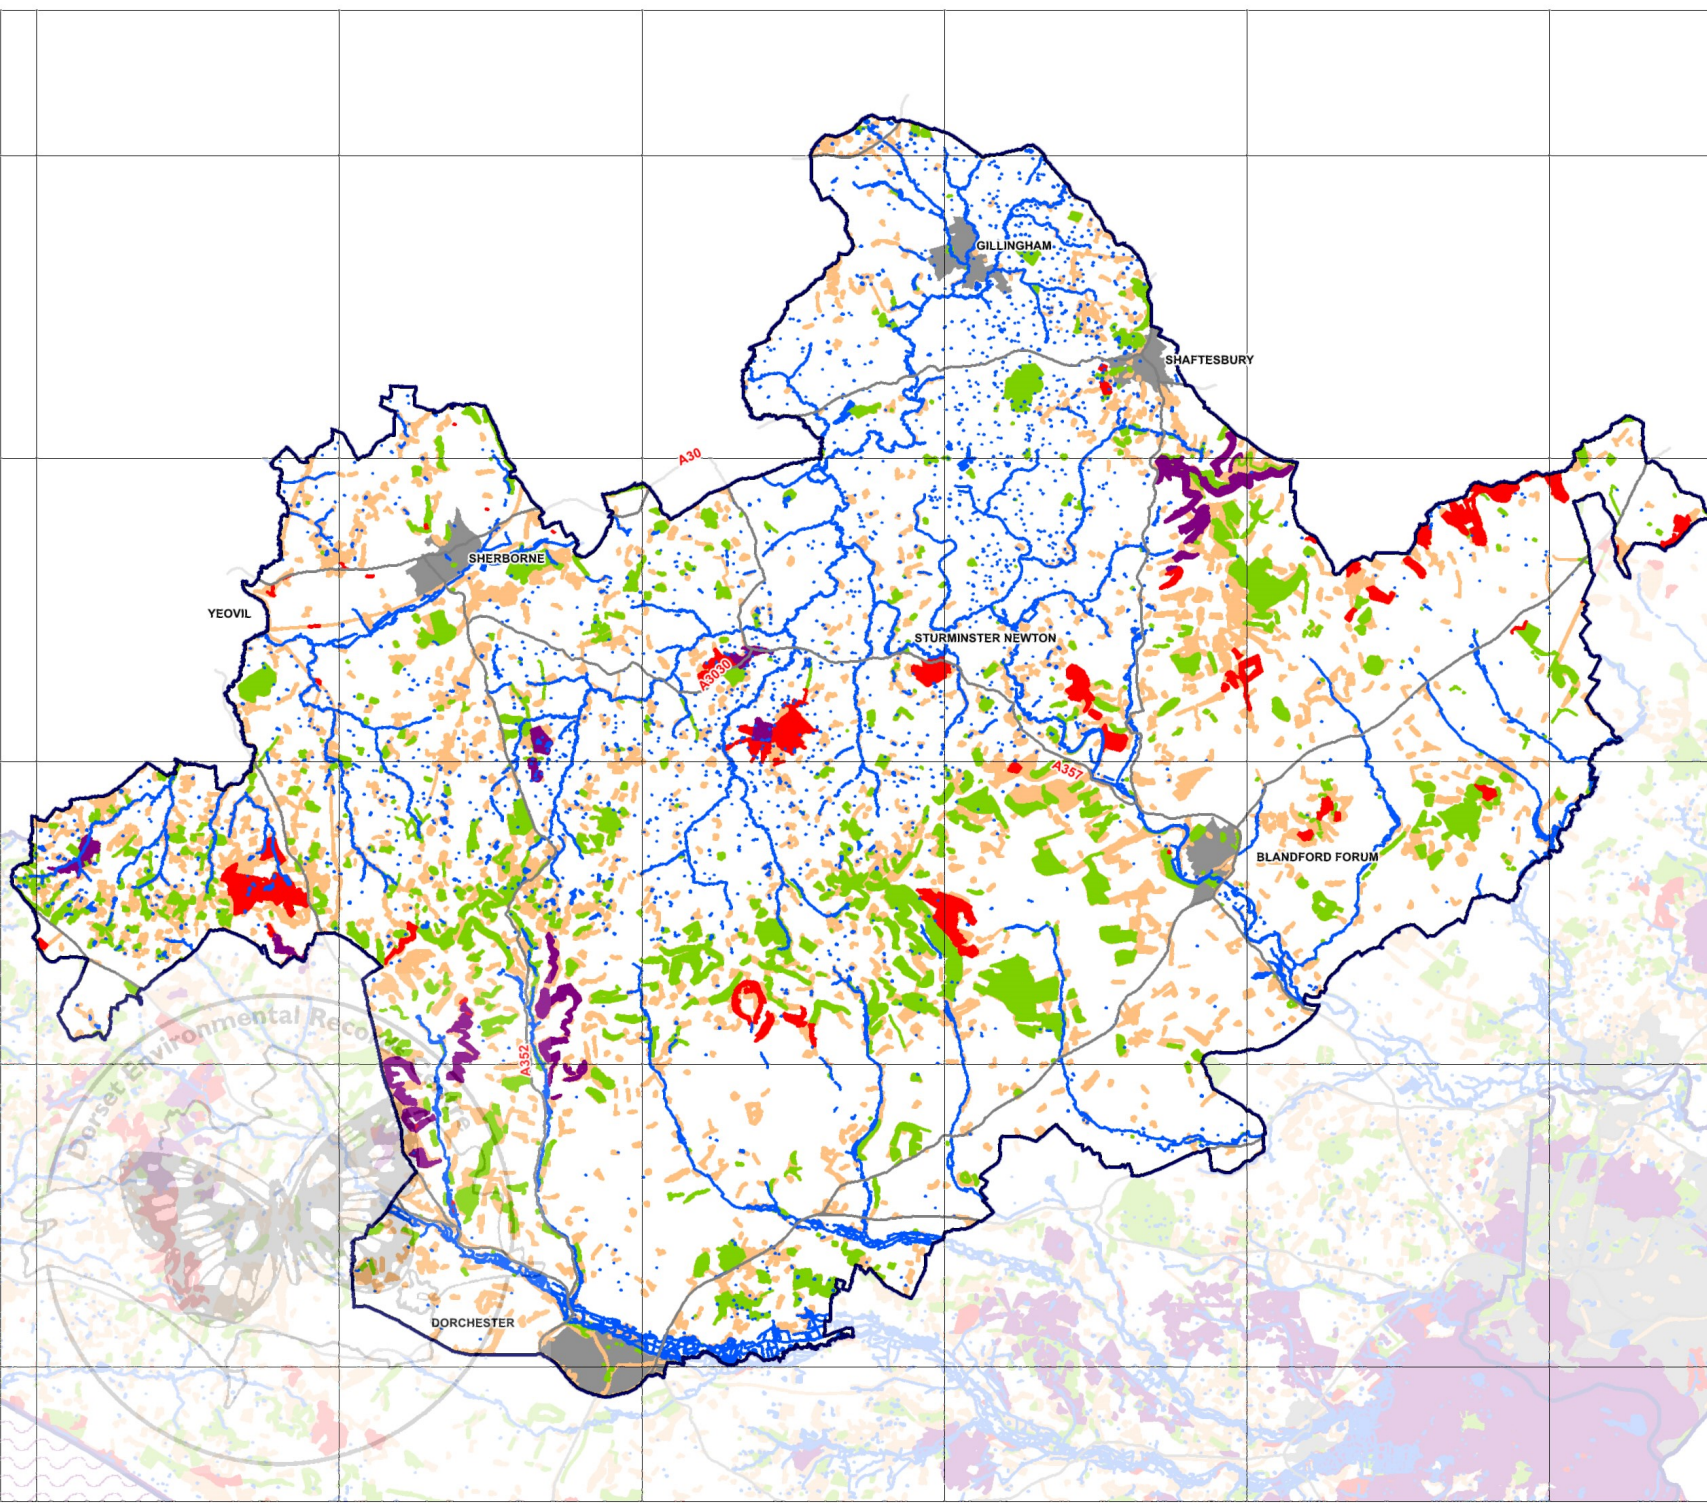 GILLINGHAM
SHAFTESBURY
A30
SHERBORNE
YEOVIL
STURMINSTER NEWTON
A3030
A357
BLANDFORD FORUM
Dorset Environmental Reco
A352
DORCHESTER